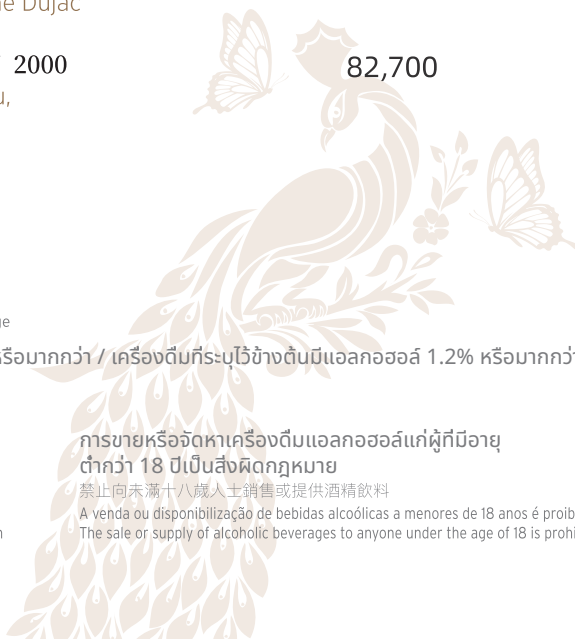 Dujac
2000 82,700
ge
หรือมากกว่า / เครื่องดื่มที่ระบุไว้ข้างต้นมีแอลกอฮอล์ 1.2% หรือมากกว่า
การขายหรือจัดหาเครื่องดื่มแอลกอฮอล์แก่ผู้ที่มีอายุ
ต่ำกว่า 18 ปีเป็นสิ่งผิดกฎหมาย
禁止向未滿十八歲人士銷售或提供酒精飲料
A venda ou disponibilização de bebidas alcoólicas a menores de 18 anos é proib
The sale or supply of alcoholic beverages to anyone under the age of 18 is prohi